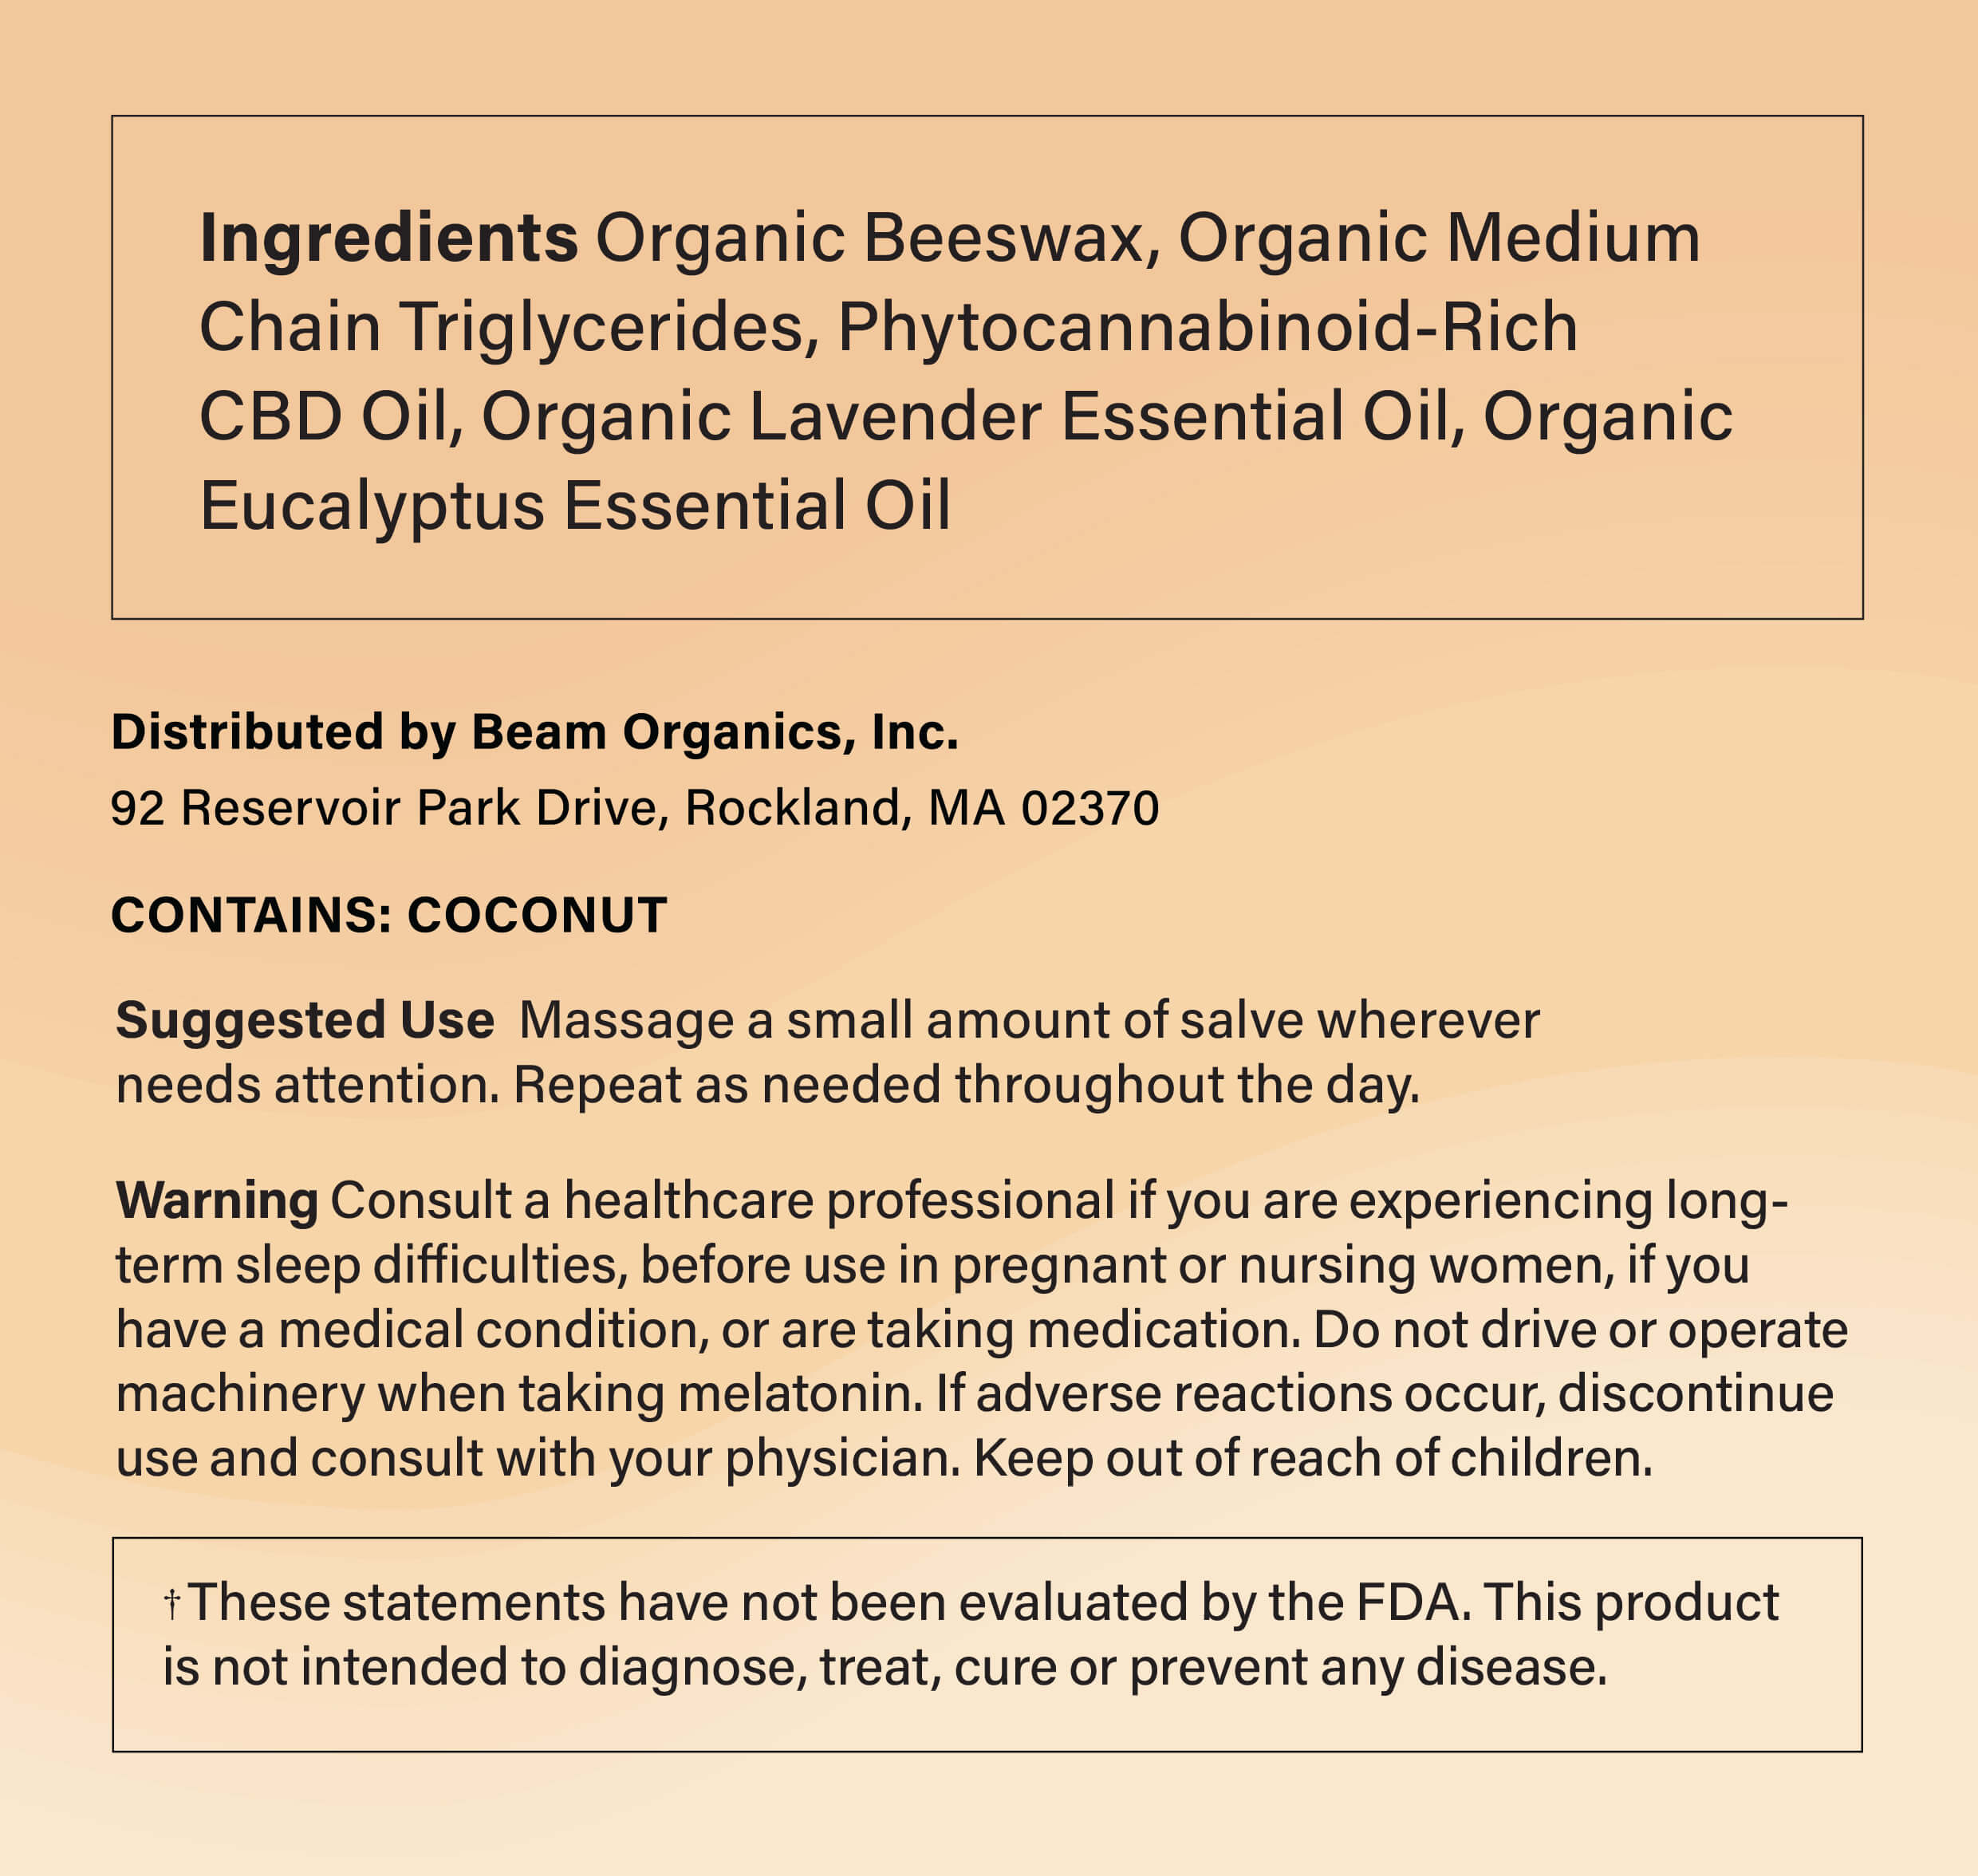 Ingredients Organic Beeswax, Organic Medium
Chain Triglycerides, Phytocannabinoid-Rich
CBD Oil, Organic Lavender Essential Oil, Organic
Eucalyptus Essential Oil
Distributed by Beam Organics, Inc.
92 Reservoir Park Drive, Rockland, MA 02370
CONTAINS: COCONUT
Suggested Use Massage a small amount of salve wherever
needs attention. Repeat as needed throughout the day.
Warning Consult a healthcare professional if you are experiencing long-
term sleep difficulties, before use in pregnant or nursing women, if you
have a medical condition, or are taking medication. Do not drive or operate
machinery when taking melatonin. If adverse reactions occur, discontinue
use and consult with your physician. Keep out of reach of children.
†These statements have not been evaluated by the FDA. This product
is not intended to diagnose, treat, cure or prevent any disease.